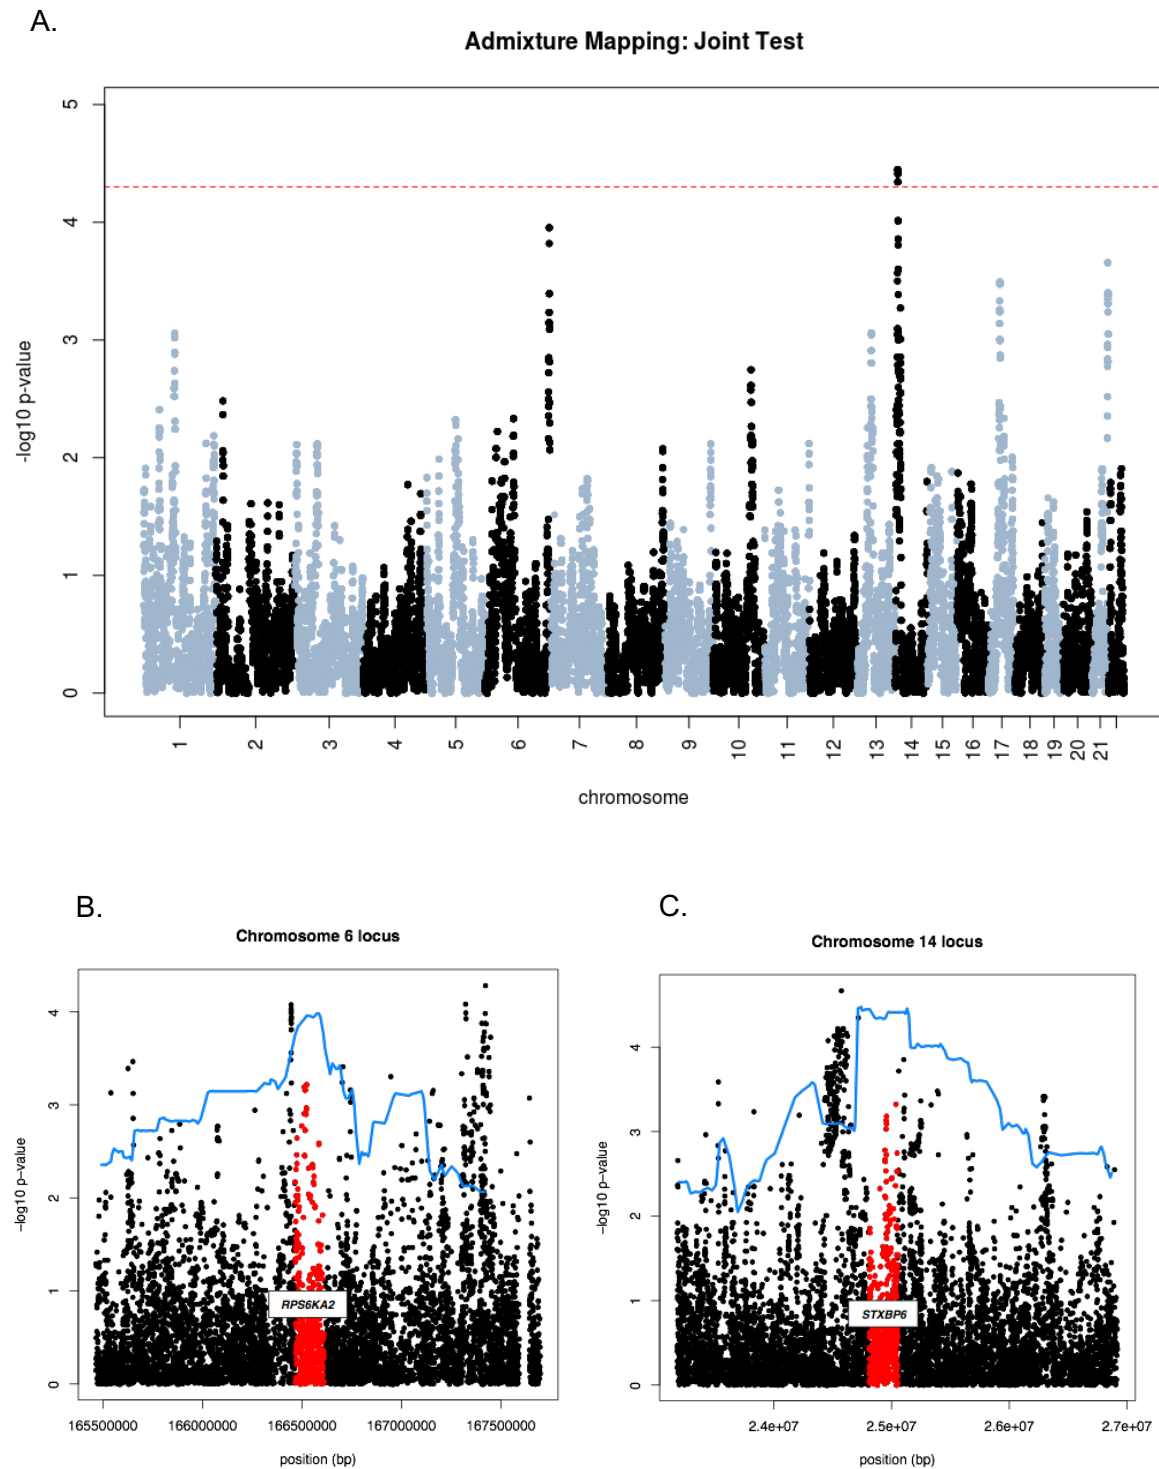 A.
Admixture Mapping: Joint Test
-log10 p-value
5
4
3
2
1
0
1 2 3 4 5 6 7 8 9 10 11 12 13 14 15 16 17 18 19 20 21
chromosome
B.
Chromosome 6 locus
−log10 p−value
4
3
2
1
0
RPS6KA2
165500000 166000000 166500000 167000000 167500000
position (bp)
C.
Chromosome 14 locus
−log10 p−value
4
3
2
1
0
STXBP6
2.4e+07 2.5e+07 2.6e+07 2.7e+07
position (bp)